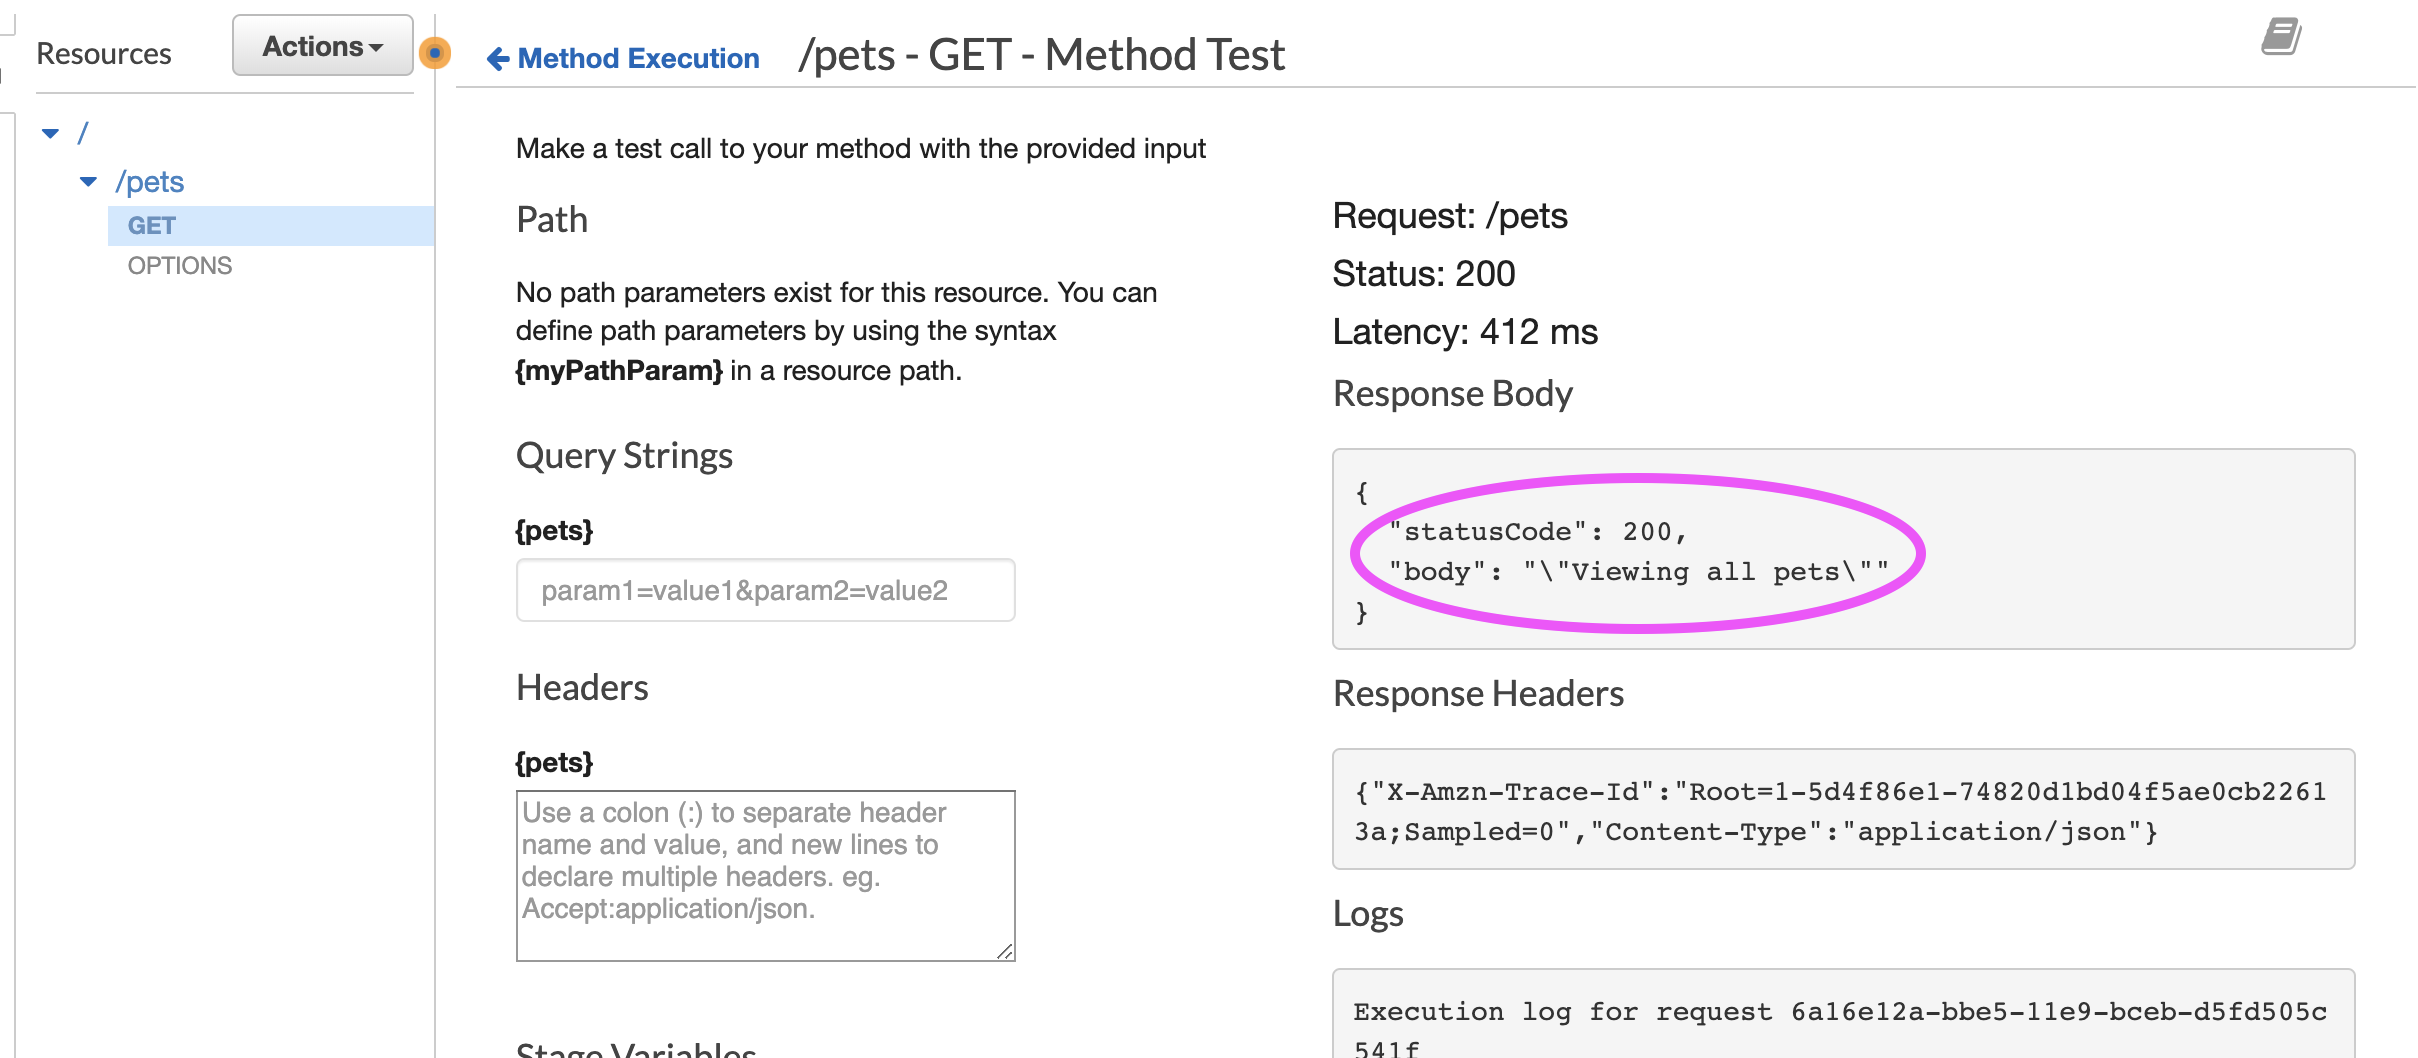 Resources
Actions
/
/pets
GET
OPTIONS
Method Execution
/pets - GET - Method Test
Make a test call to your method with the provided input
Path
No path parameters exist for this resource. You can
define path parameters by using the syntax
{myPathParam} in a resource path.
Query Strings
{pets}
param1=value1&param2=value2
Headers
{pets}
Use a colon (:) to separate header
name and value, and new lines to
declare multiple headers. eg.
Accept:application/json.
Stage Variables
Request: /pets
Status: 200
Latency: 412 ms
Response Body
{
"statusCode": 200,
"body": "\"Viewing all pets\""
}
Response Headers
{"X-Amzn-Trace-Id":"Root=1-5d4f86e1-74820d1bd04f5ae0cb2261
3a;Sampled=0","Content-Type":"application/json"}
Logs
Execution log for request 6a16e12a-bbe5-11e9-bceb-d5fd505c
541f